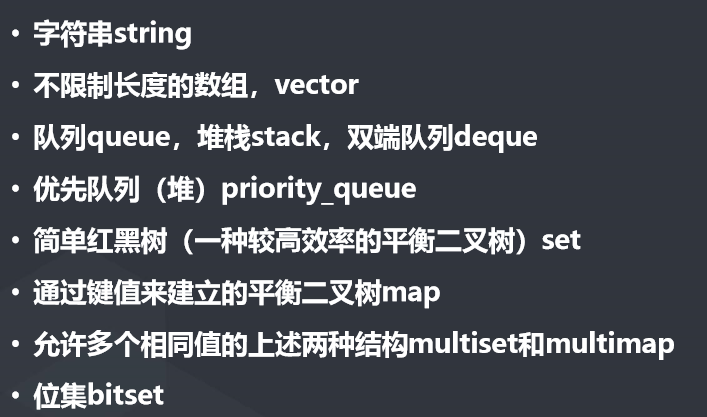 • 字符串string
• 不限制长度的数组，vector
• 队列queue，堆栈stack，双端队列deque
• 优先队列（堆）priority_queue
• 简单红黑树（一种较高效率的平衡二叉树）set
• 通过键值来建立的平衡二叉树map
• 允许多个相同值的上述两种结构multiset和multimap
• 位集bitset